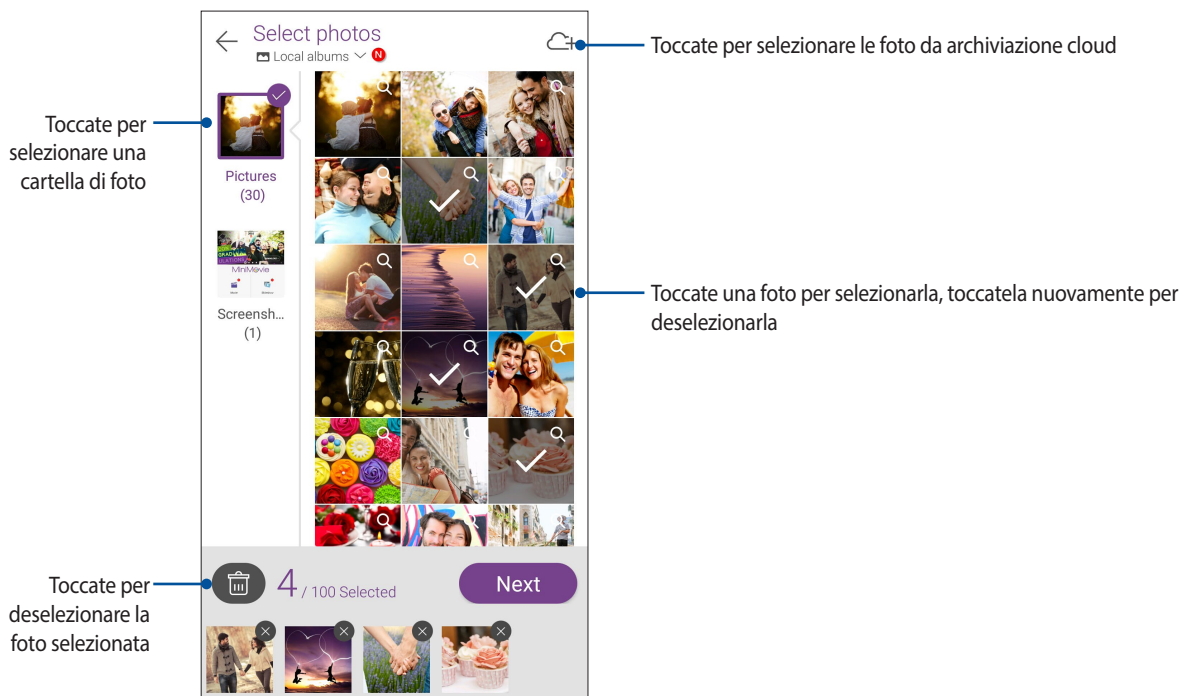 Select photos
Local albums N
Toccate per selezionare le foto da archiviazione cloud
Toccate per
selezionare una
cartella di foto
Pictures
(30)
MiniMovie
Screensh...
(1)
Toccate una foto per selezionarla, toccatela nuovamente per
deselezionarla
Toccate per
deselezionare la
foto selezionata
4 / 100 Selected
Next